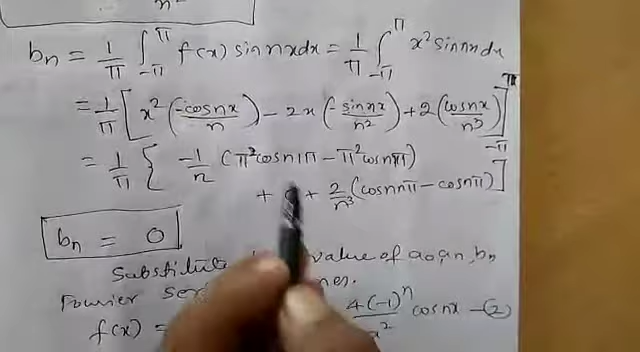 n²
bn = 1/π ∫_{-π}^{π} f(x) sin nx dx = 1/π ∫_{-π}^{π} x² sin nx dx
= 1/π [ x² (-cos nx / n) - 2x (-sin nx / n²) + 2 (cos nx / n³) ]_{-π}^{π}
= 1/π { -1/n (π² cos nπ - π² cos nπ)
+ 0 + 2/n³ (cos nπ - cos nπ) ]
bn = 0
Substitute value of a0, an, bn
Fourier
f(x) = 4(-1)ⁿ / n² cos nx - (2)